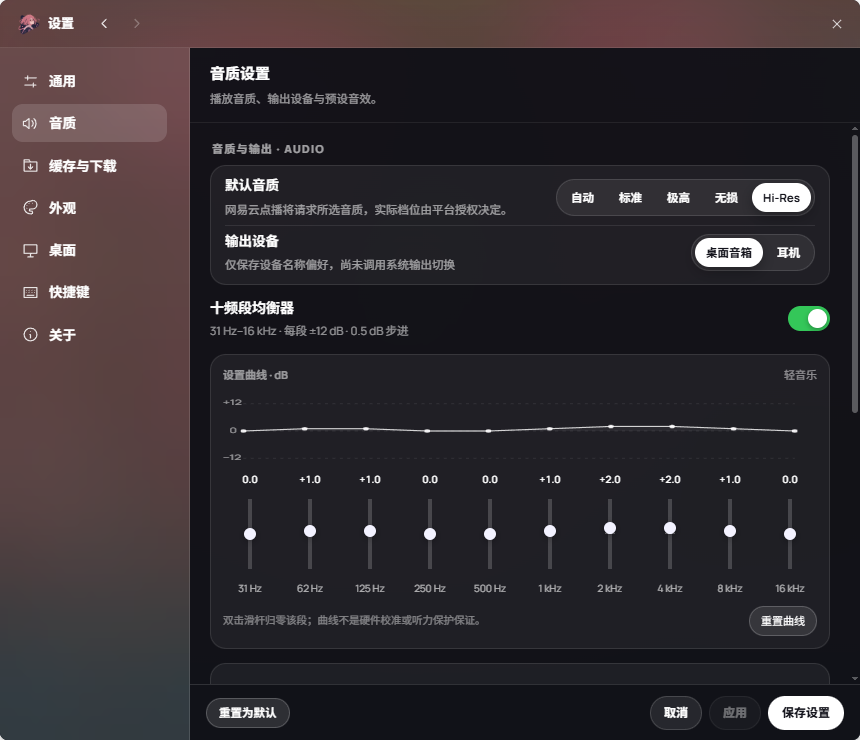 设置
通用
音质
缓存与下载
外观
桌面
快捷键
关于
音质设置
播放音质、输出设备与预设音效。
音质与输出 · AUDIO
默认音质
网易云点播将请求所选音质，实际档位由平台授权决定。
自动 标准 极高 无损 Hi-Res
输出设备
仅保存设备名称偏好，尚未调用系统输出切换
桌面音箱 耳机
十频段均衡器
31 Hz–16 kHz · 每段 ±12 dB · 0.5 dB 步进
设置曲线 · dB 轻音乐
+12
0
−12
0.0 +1.0 +1.0 0.0 0.0 +1.0 +2.0 +2.0 +1.0 0.0
31 Hz 62 Hz 125 Hz 250 Hz 500 Hz 1 kHz 2 kHz 4 kHz 8 kHz 16 kHz
双击滑杆归零该段；曲线不是硬件校准或听力保护保证。
重置曲线
重置为默认 取消 应用 保存设置